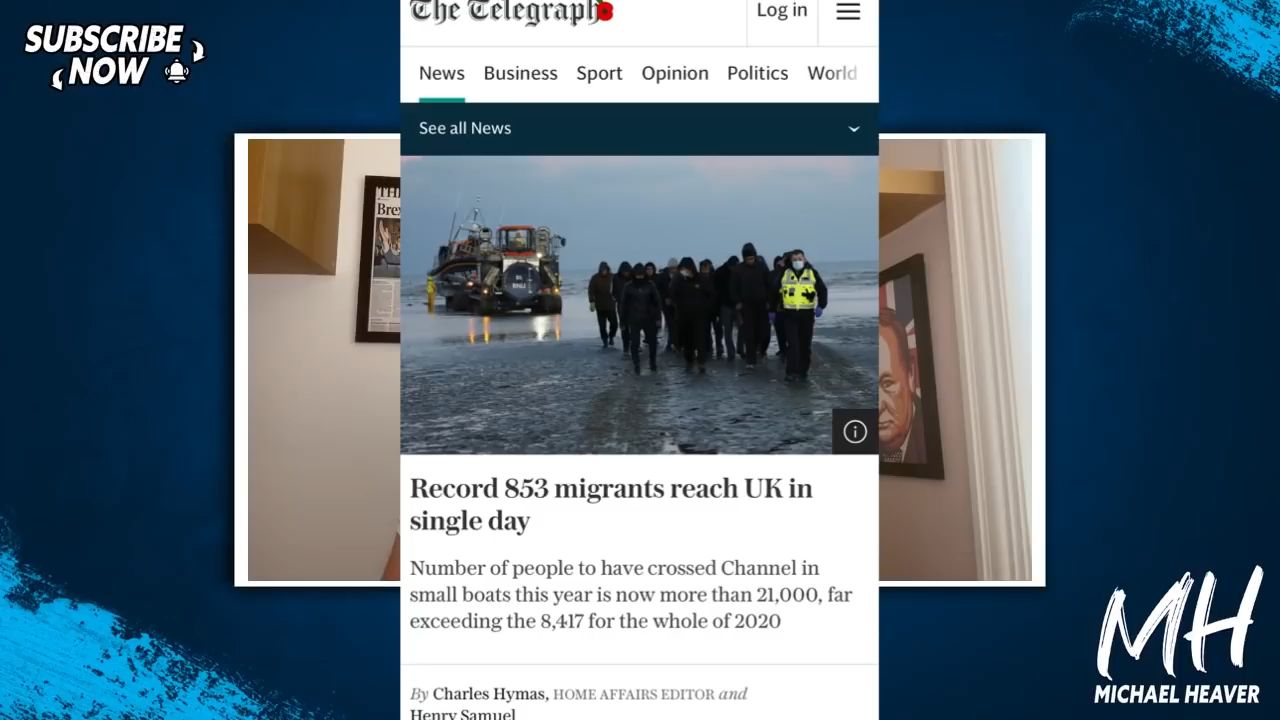 SUBSCRIBE
NOW
The Telegraph
Log in
News Business Sport Opinion Politics World
See all News
TH
Bre
RNLI
Record 853 migrants reach UK in
single day
Number of people to have crossed Channel in
small boats this year is now more than 21,000, far
exceeding the 8,417 for the whole of 2020
By Charles Hymas, HOME AFFAIRS EDITOR and
Henry Samuel
MH
MICHAEL HEAVER